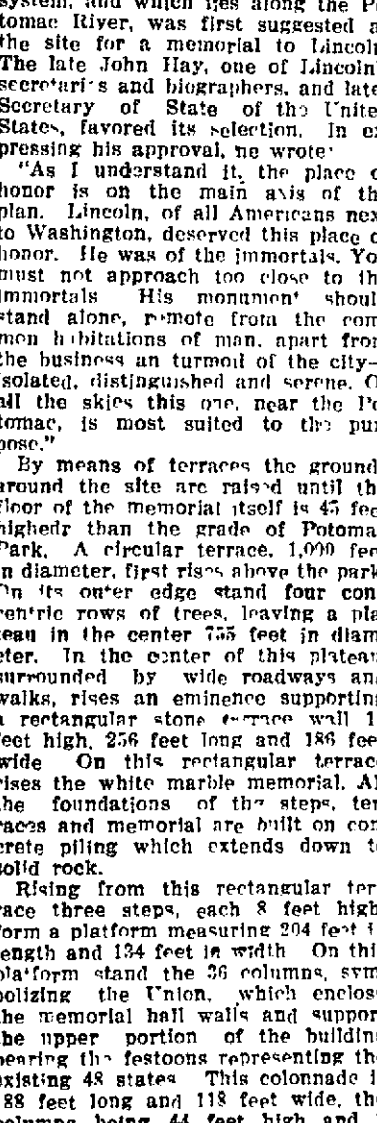 system, and which lies along the Po
tomac River, was first suggested a
the site for a memorial to Lincoln
The late John Hay, one of Lincoln'
secretaries and biographers, and late
Secretary of State of the Unite
States, favored its selection. In ex
pressing his approval, he wrote'
"As I understand it, the place o
honor is on the main axis of th
plan. Lincoln, of all Americans nex
to Washington, deserved this place o
honor. He was of the immortals. Yo
must not approach too close to th
immortals His monument shoul
stand alone, remote from the com
mon habitations of man, apart from
the business an turmoil of the city—
isolated, distinguished and serene. O
all the skies this one, near the Po
tomac, is most suited to the pur
pose."
By means of terraces the ground
around the site are raised until th
floor of the memorial itself is 45 fee
highedr than the grade of Potoma
Park. A circular terrace, 1,000 fee
in diameter, first rises above the park
On its outer edge stand four con
centric rows of trees, leaving a pla
teau in the center 755 feet in diam
eter. In the center of this plateau
surrounded by wide roadways an
walks, rises an eminence supporting
a rectangular stone terrace wall 1
feet high, 256 feet long and 186 fee
wide On this rectangular terrac
rises the white marble memorial. Al
the foundations of the steps, ter
races and memorial are built on con
crete piling which extends down t
solid rock.
Rising from this rectangular ter
race three steps, each 8 feet high
form a platform measuring 204 feet i
length and 134 feet in width On thi
platform stand the 36 columns, sym
bolizing the Union, which enclos
the memorial hall walls and suppor
the upper portion of the buildin
bearing the festoons representing th
existing 48 states This colonnade i
188 feet long and 118 feet wide, th
columns being 44 feet high and